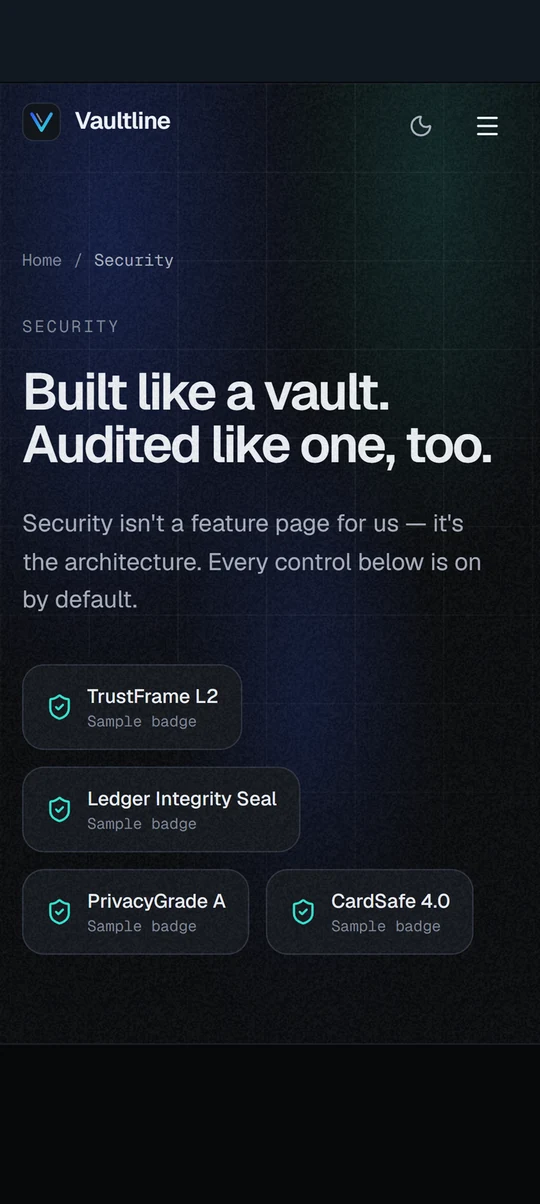 Vaultline
Home / Security
SECURITY
Built like a vault.
Audited like one, too.
Security isn't a feature page for us — it's
the architecture. Every control below is on
by default.
TrustFrame L2
Sample badge
Ledger Integrity Seal
Sample badge
PrivacyGrade A
Sample badge
CardSafe 4.0
Sample badge